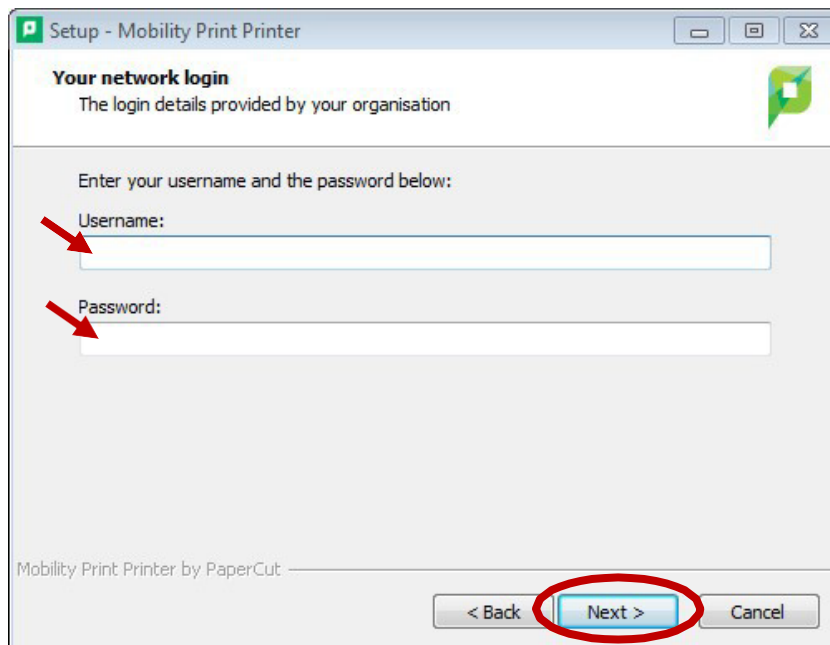 Setup - Mobility Print Printer
Your network login
The login details provided by your organisation
Enter your username and the password below:
Username:
Password:
Mobility Print Printer by PaperCut
< Back Next > Cancel